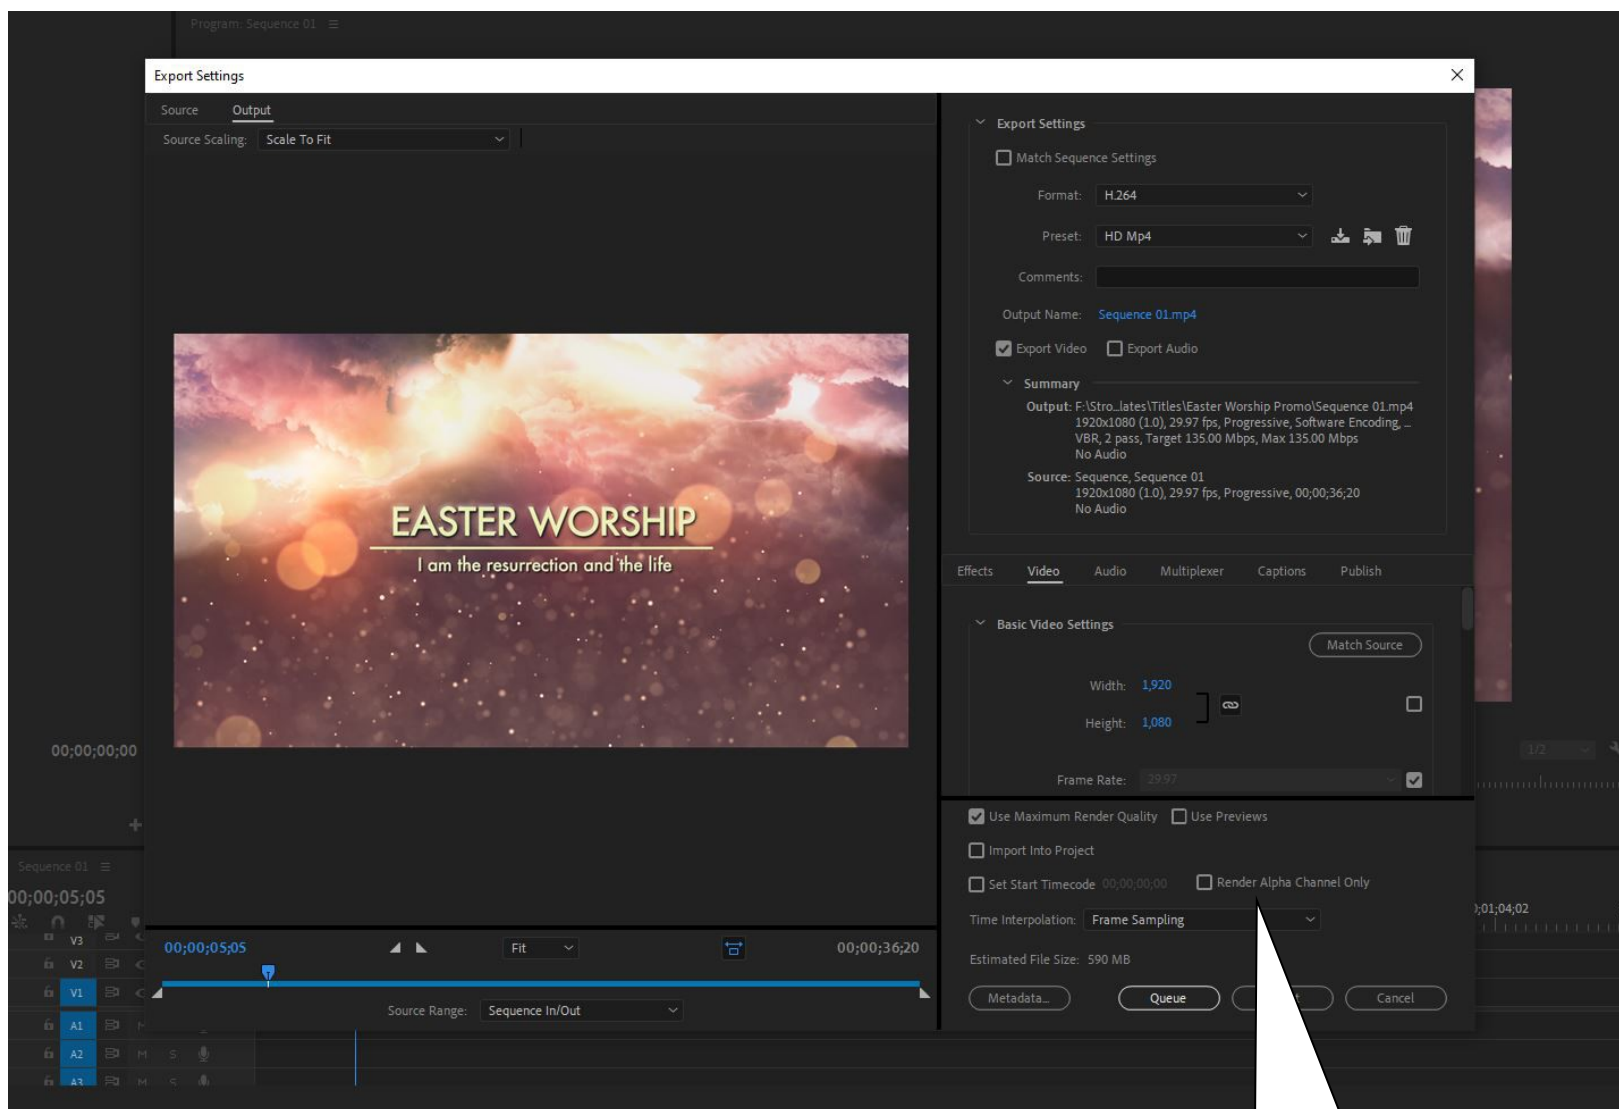 Program: Sequence 01
Export Settings
Source Output
Source Scaling: Scale To Fit
EASTER WORSHIP
I am the resurrection and the life
00;00;05;05 Fit 00;00;36;20
Source Range: Sequence In/Out
Export Settings
Match Sequence Settings
Format: H.264
Preset: HD Mp4
Comments:
Output Name: Sequence 01.mp4
Export Video Export Audio
Summary
Output: F:\Stro...lates\Titles\Easter Worship Promo\Sequence 01.mp4
1920x1080 (1.0), 29.97 fps, Progressive, Software Encoding, ...
VBR, 2 pass, Target 135.00 Mbps, Max 135.00 Mbps
No Audio
Source: Sequence, Sequence 01
1920x1080 (1.0), 29.97 fps, Progressive, 00;00;36;20
No Audio
Effects Video Audio Multiplexer Captions Publish
Basic Video Settings
Match Source
Width: 1,920
Height: 1,080
Frame Rate: 29.97
Use Maximum Render Quality Use Previews
Import Into Project
Set Start Timecode 00;00;00;00 Render Alpha Channel Only
Time Interpolation: Frame Sampling
Estimated File Size: 590 MB
Metadata... Queue Cancel
00;00;00;00
1/2
Sequence 01
00;00;05;05
;01;04;02
V3
V2
V1
A1 M
A2 M S
A3 M S